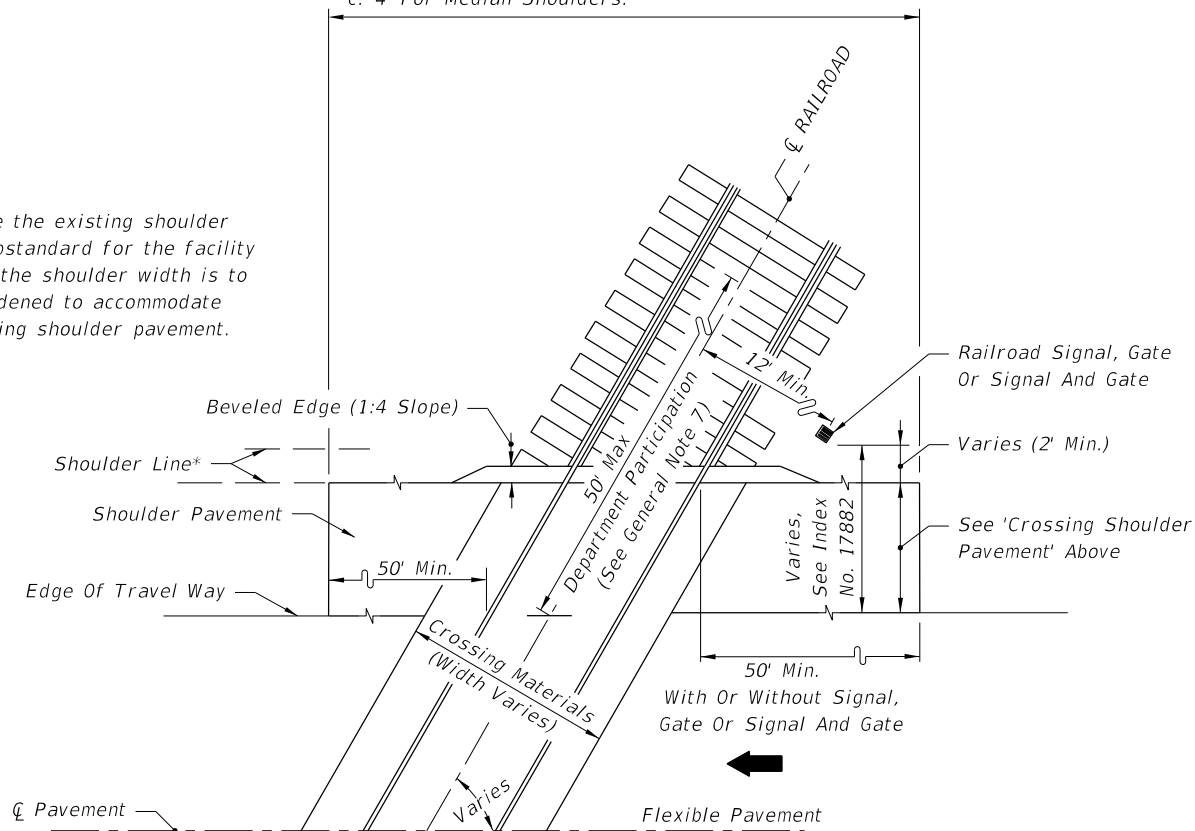 c. 4' For Median Shoulders.
℄ RAILROAD
the existing shoulder
for the facility
the shoulder width is to
to accommodate
shoulder pavement.
12' Min.
Railroad Signal, Gate
Or Signal And Gate
Beveled Edge (1:4 Slope)
50' Max
Department Participation
(See General Note 7)
Varies (2' Min.)
Shoulder Line*
Shoulder Pavement
Varies,
See Index
No. 17882
See 'Crossing Shoulder
Pavement' Above
50' Min.
Edge Of Travel Way
Crossing Materials
(Width Varies)
50' Min.
With Or Without Signal,
Gate Or Signal And Gate
Varies
℄ Pavement
Flexible Pavement